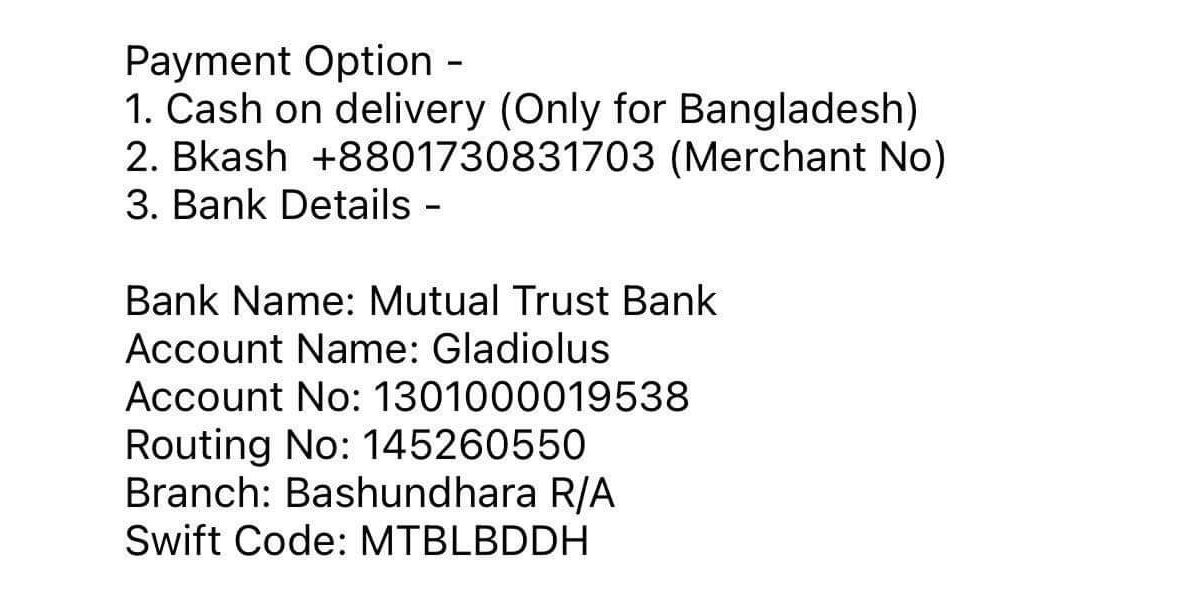 Payment Option -
1. Cash on delivery (Only for Bangladesh)
2. Bkash  +8801730831703 (Merchant No)
3. Bank Details -
Bank Name: Mutual Trust Bank
Account Name: Gladiolus
Account No: 1301000019538
Routing No: 145260550
Branch: Bashundhara R/A
Swift Code: MTBLBDDH